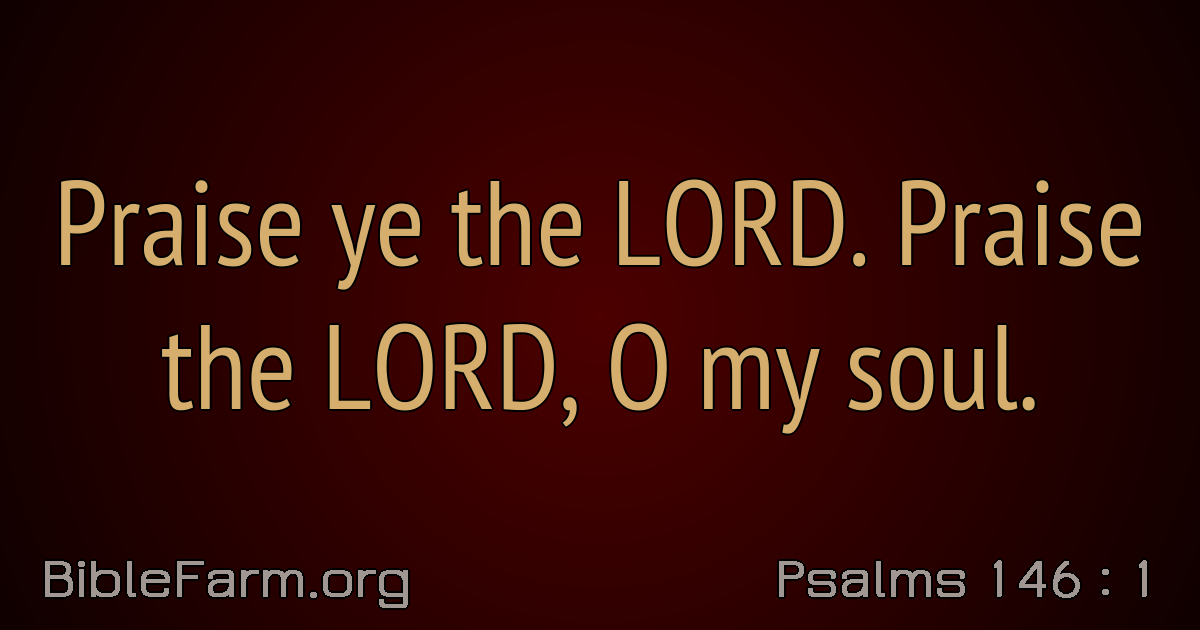 Praise ye the LORD. Praise
the LORD, O my soul.
BibleFarm.org
Psalms 146 : 1